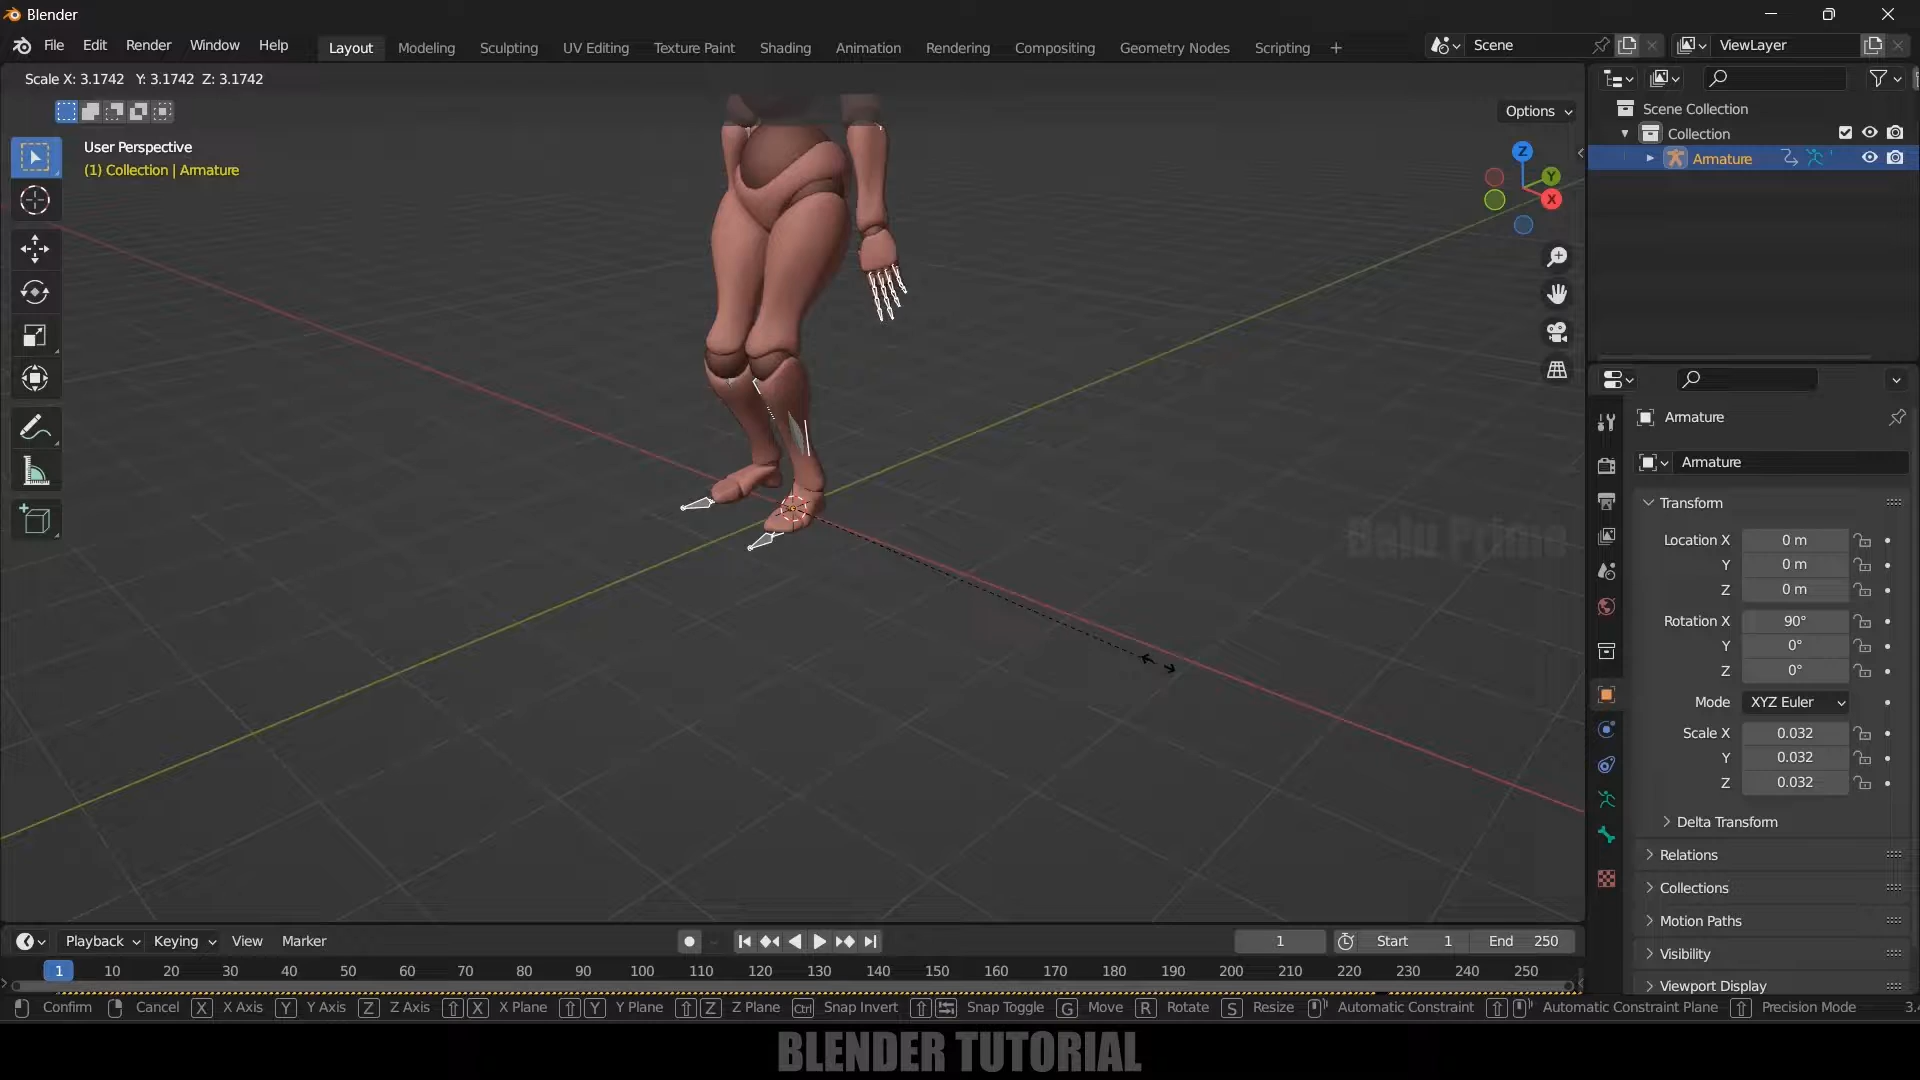 Blender
File Edit Render Window Help Layout Modeling Sculpting UV Editing Texture Paint Shading Animation Rendering Compositing Geometry Nodes Scripting + Scene ViewLayer
Scale X: 3.1742 Y: 3.1742 Z: 3.1742
Options
User Perspective
(1) Collection | Armature
Z
Y
X
Scene Collection
Collection
Armature
Armature
Armature
Transform
Location X 0 m
Y 0 m
Z 0 m
Rotation X 90°
Y 0°
Z 0°
Mode XYZ Euler
Scale X 0.032
Y 0.032
Z 0.032
Delta Transform
Relations
Collections
Motion Paths
Visibility
Viewport Display
Dalu Prime
Playback Keying View Marker 1 Start 1 End 250
1 10 20 30 40 50 60 70 80 90 100 110 120 130 140 150 160 170 180 190 200 210 220 230 240 250
Confirm Cancel X X Axis Y Y Axis Z Z Axis X X Plane Y Y Plane Z Z Plane Ctrl Snap Invert Snap Toggle G Move R Rotate S Resize Automatic Constraint Automatic Constraint Plane Precision Mode 3.4
BLENDER TUTORIAL